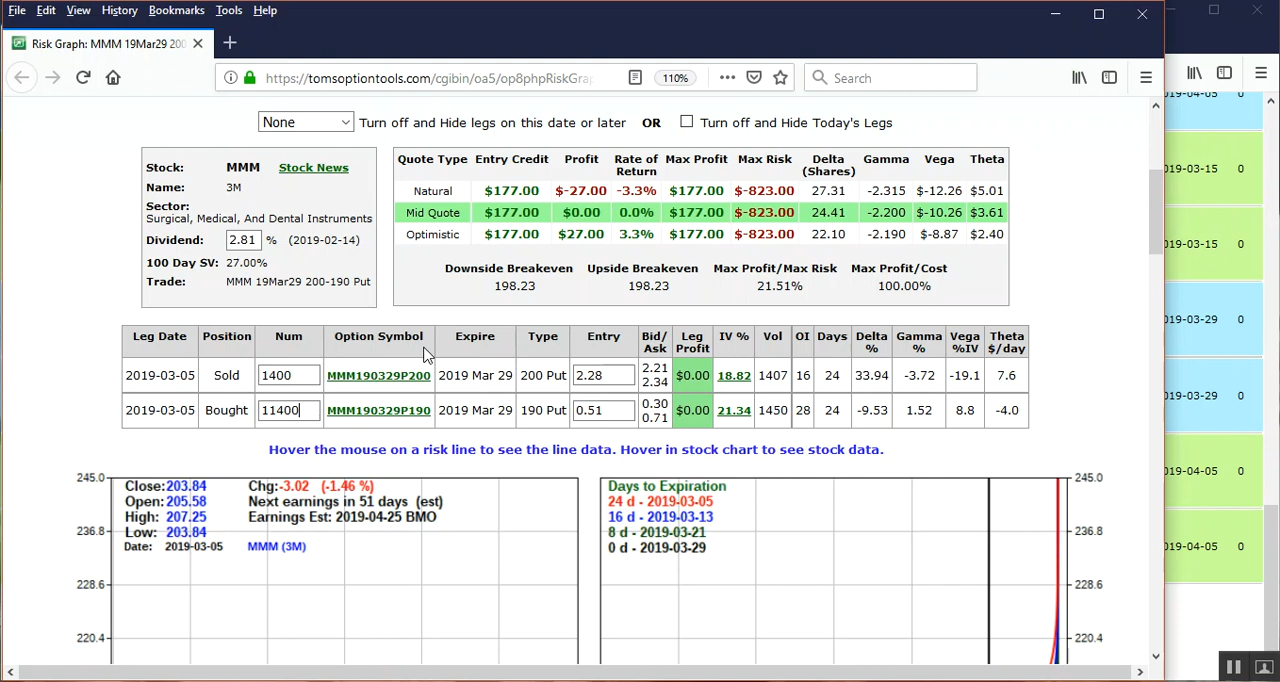 File Edit View History Bookmarks Tools Help
Risk Graph: MMM 19Mar29 200
https://tomsoptiontools.com/cgibin/oa5/op8phpRiskGra 110% Search
None Turn off and Hide legs on this date or later OR Turn off and Hide Today's Legs
Stock: MMM Stock News
Name: 3M
Sector:
Surgical, Medical, And Dental Instruments
Dividend: 2.81 % (2019-02-14)
100 Day SV: 27.00%
Trade: MMM 19Mar29 200-190 Put
Quote Type Entry Credit Profit Rate of Return Max Profit Max Risk Delta (Shares) Gamma Vega Theta
Natural $177.00 $-27.00 -3.3% $177.00 $-823.00 27.31 -2.315 $-12.26 $5.01
Mid Quote $177.00 $0.00 0.0% $177.00 $-823.00 24.41 -2.200 $-10.26 $3.61
Optimistic $177.00 $27.00 3.3% $177.00 $-823.00 22.10 -2.190 $-8.87 $2.40
Downside Breakeven Upside Breakeven Max Profit/Max Risk Max Profit/Cost
198.23 198.23 21.51% 100.00%
Leg Date Position Num Option Symbol Expire Type Entry Bid/ Ask Leg Profit IV % Vol OI Days Delta % Gamma % Vega %IV Theta $/day
2019-03-05 Sold 1400 MMM190329P200 2019 Mar 29 200 Put 2.28 2.21 2.34 $0.00 18.82 1407 16 24 33.94 -3.72 -19.1 7.6
2019-03-05 Bought 11400 MMM190329P190 2019 Mar 29 190 Put 0.51 0.30 0.71 $0.00 21.34 1450 28 24 -9.53 1.52 8.8 -4.0
Hover the mouse on a risk line to see the line data. Hover in stock chart to see stock data.
245.0
236.8
228.6
220.4
Close:203.84 Chg:-3.02 (-1.46 %)
Open:205.58 Next earnings in 51 days (est)
High: 207.25 Earnings Est: 2019-04-25 BMO
Low: 203.84
Date: 2019-03-05 MMM (3M)
Days to Expiration
24 d - 2019-03-05
16 d - 2019-03-13
8 d - 2019-03-21
0 d - 2019-03-29
245.0
236.8
228.6
220.4
019-03-15 0
019-03-15 0
019-03-29 0
019-03-29 0
019-04-05 0
019-04-05 0